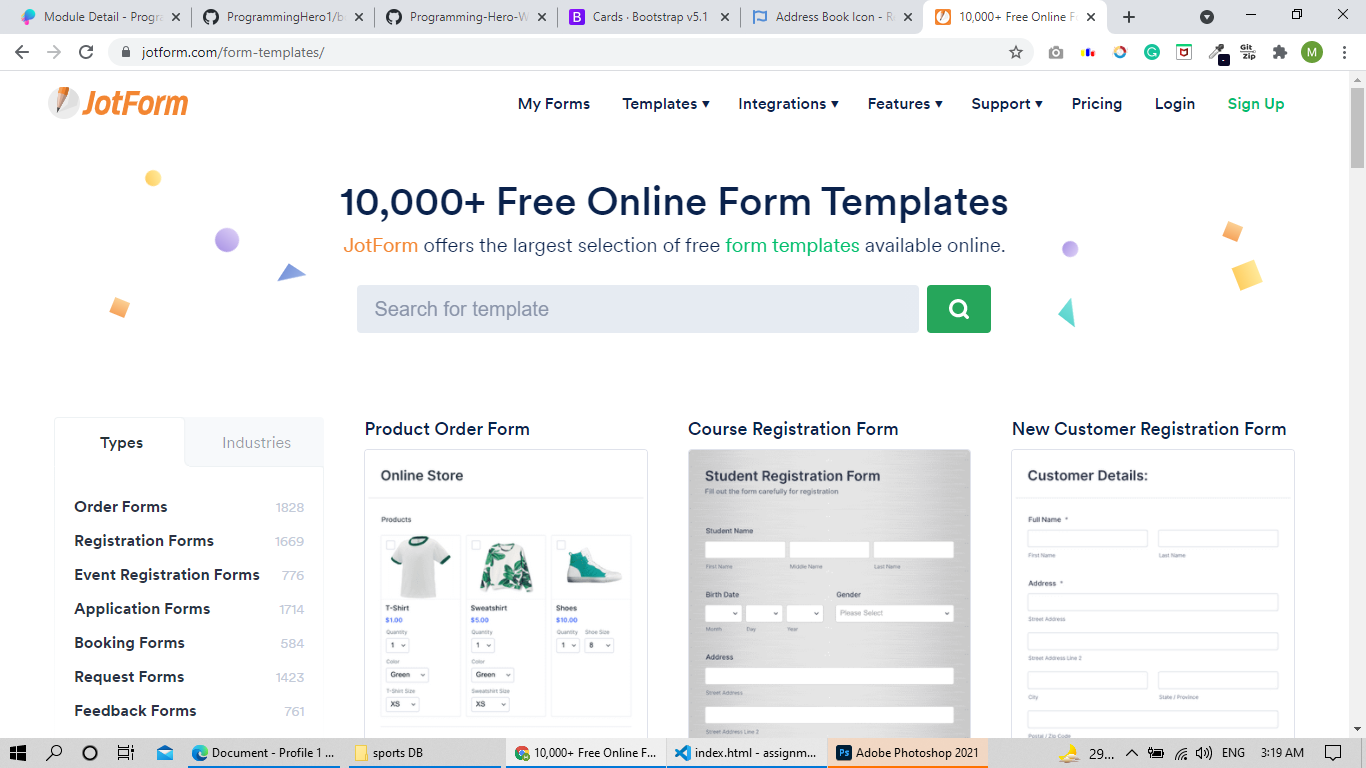 Module Detail - Progra
ProgrammingHero1/b
Programming-Hero-W
Cards · Bootstrap v5.1
Address Book Icon - R
10,000+ Free Online F
jotform.com/form-templates/
Git Zip
M
JotForm
My Forms
Templates ▾
Integrations ▾
Features ▾
Support ▾
Pricing
Login
Sign Up
10,000+ Free Online Form Templates
JotForm offers the largest selection of free form templates available online.
Search for template
Types
Industries
Order Forms 1828
Registration Forms 1669
Event Registration Forms 776
Application Forms 1714
Booking Forms 584
Request Forms 1423
Feedback Forms 761
Product Order Form
Online Store
Products
T-Shirt
$1.00
Quantity
1
Color
Green
T-Shirt Size
XS
Sweatshirt
$5.00
Quantity
1
Color
Green
Sweatshirt Size
XS
Shoes
$10.00
Quantity
Shoe Size
1
8
Course Registration Form
Student Registration Form
Fill out the form carefully for registration
Student Name
First Name
Middle Name
Last Name
Birth Date
Gender
Please Select
Month
Day
Year
Address
Street Address
Street Address Line 2
New Customer Registration Form
Customer Details:
Full Name *
First Name
Last Name
Address *
Street Address
Street Address Line 2
City
State / Province
Postal / Zip Code
Document - Profile 1 ...
sports DB
10,000+ Free Online F...
index.html - assignm...
Ps
Adobe Photoshop 2021
29...
ENG
3:19 AM